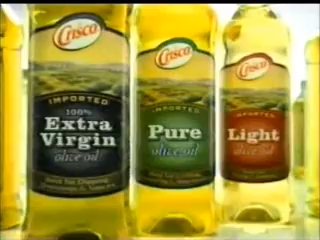 Crisco
IMPORTED
100%
Extra
Virgin
olive oil
Crisco
IMPORTED
Pure
olive oil
Crisco
IMPORTED
Light
olive oil